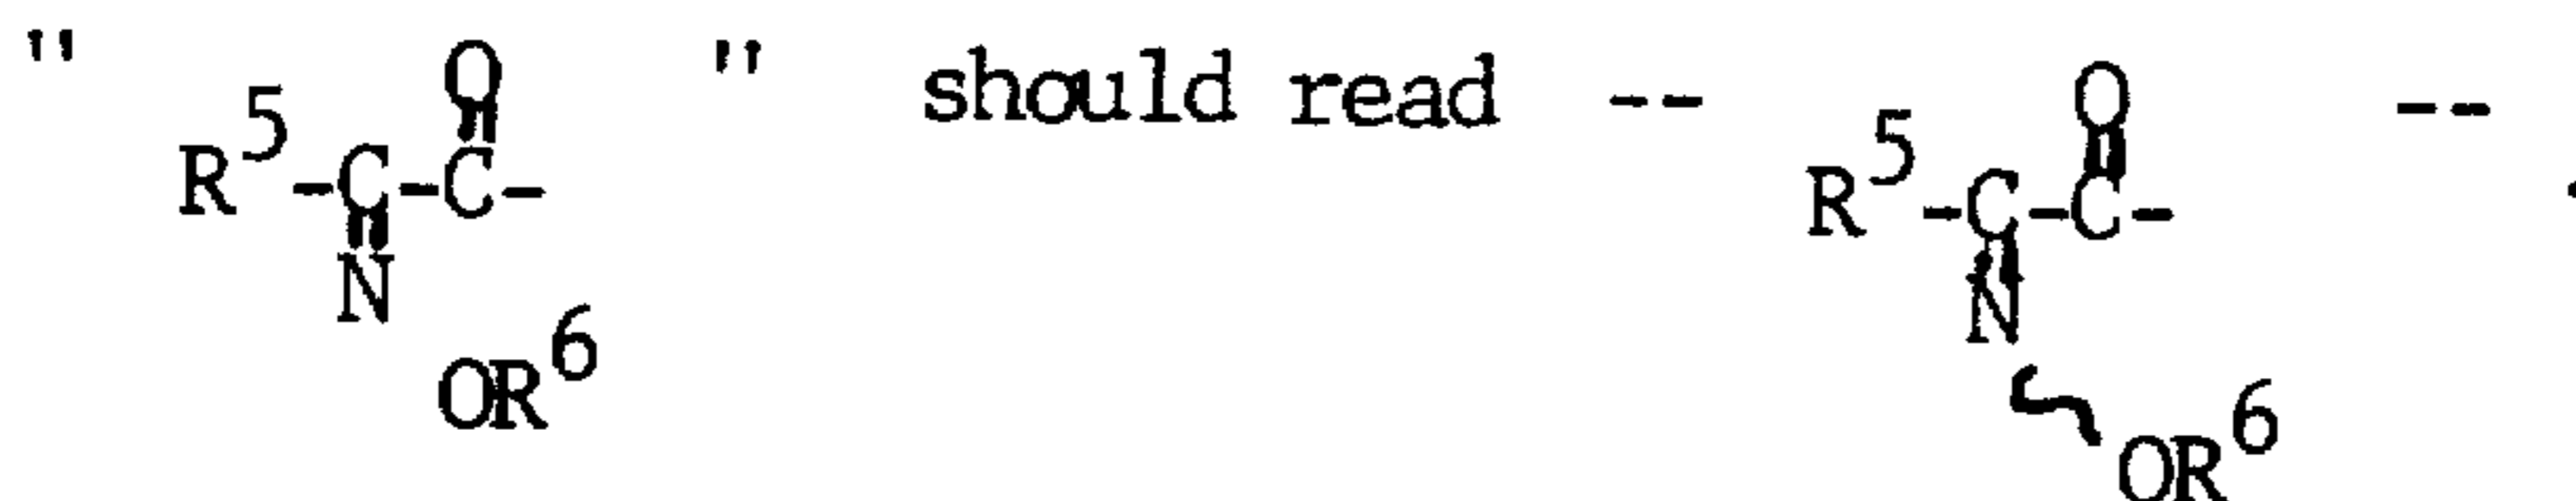 " O " should read -- O --
R⁵-C-C- R⁵-C-C- .
N N
OR⁶ OR⁶